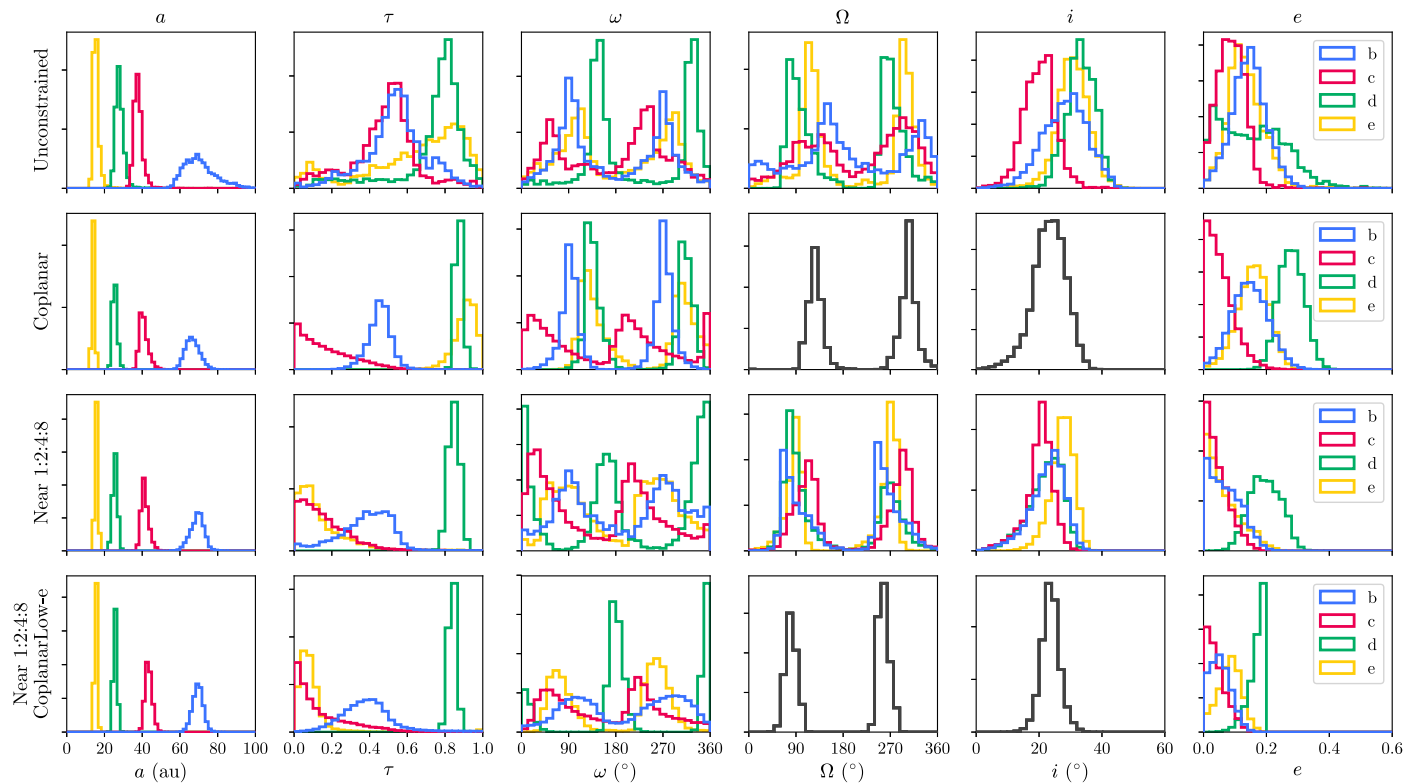 a τ ω Ω i e
Unconstrained
b
c
d
e
Coplanar
b
c
d
e
Near 1:2:4:8
b
c
d
e
Near 1:2:4:8
CoplanarLow-e
b
c
d
e
0 20 40 60 80 100 0.0 0.2 0.4 0.6 0.8 1.0 0 90 180 270 360 0 90 180 270 360 0 20 40 60 0.0 0.2 0.4 0.6
a (au) τ ω (°) Ω (°) i (°) e